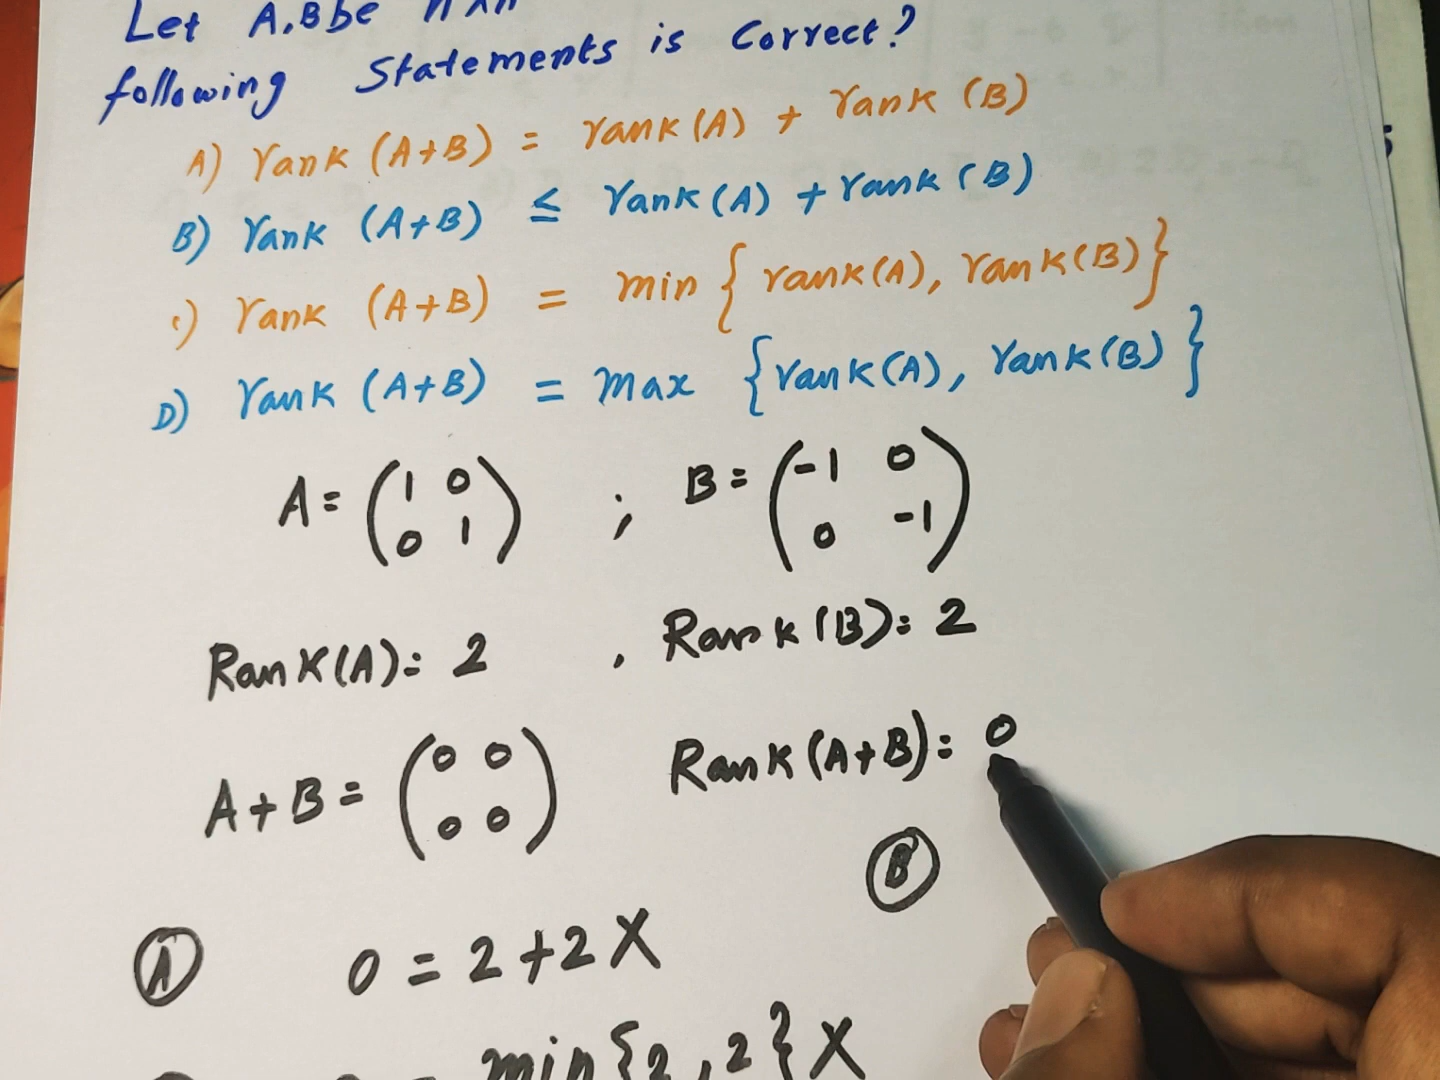 Let A,B be nxn
following Statements is Correct?
A) rank (A+B) = rank(A) + rank (B)
B) rank (A+B) ≤ rank(A) + rank (B)
C) rank (A+B) = min { rank(A), rank(B)}
D) rank (A+B) = max {rank(A), rank(B)}
A = ( 1 0 ; B = ( -1 0
0 1 ) 0 -1 )
Rank(A) = 2 , Rank(B) = 2
A+B = ( 0 0 Rank(A+B) = 0
0 0 )
B
A 0 = 2+2 X
min{2,2} X